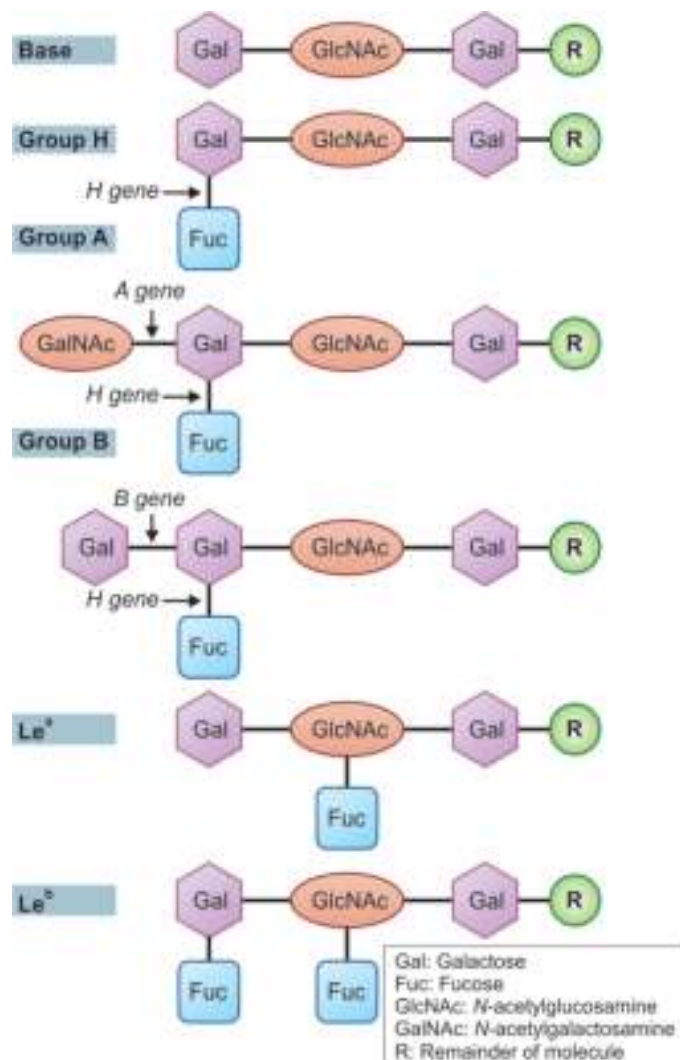 Base Gal GlcNAc Gal R
Group H Gal GlcNAc Gal R
H gene
Group A Fuc
A gene
GalNAc Gal GlcNAc Gal R
H gene
Group B Fuc
B gene
Gal Gal GlcNAc Gal R
H gene
Fuc
Leᵃ Gal GlcNAc Gal R
Fuc
Leᵇ Gal GlcNAc Gal R
Fuc Fuc
Gal: Galactose
Fuc: Fucose
GlcNAc: N-acetylglucosamine
GalNAc: N-acetylgalactosamine
R: Remainder of molecule